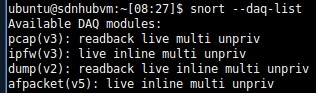 ubuntu@sdnhubvm:~[08:27]$ snort --daq-list
Available DAQ modules:
pcap(v3): readback live multi unpriv
ipfw(v3): live inline multi unpriv
dump(v2): readback live inline multi unpriv
afpacket(v5): live inline multi unpriv